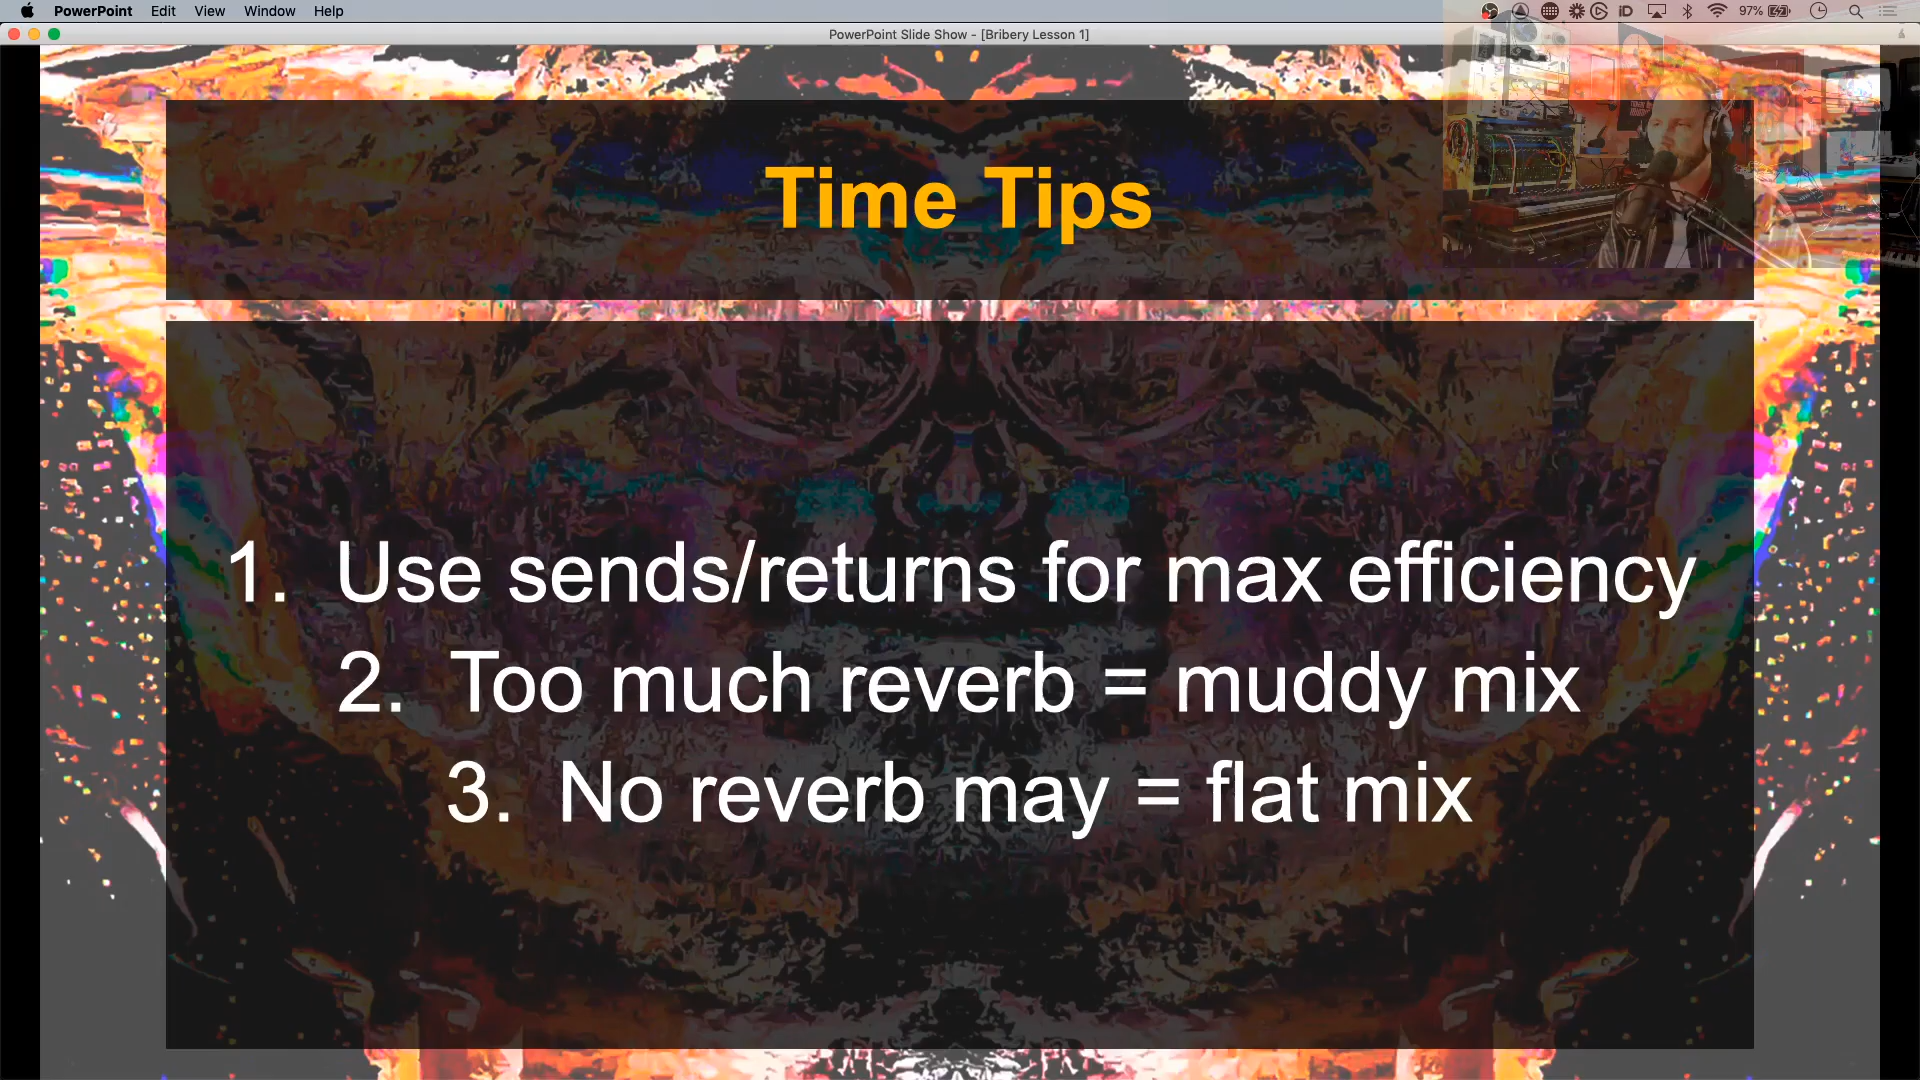 PowerPoint Edit View Window Help
iD 97%
PowerPoint Slide Show - [Bribery Lesson 1]
Time Tips
1. Use sends/returns for max efficiency
2. Too much reverb = muddy mix
3. No reverb may = flat mix